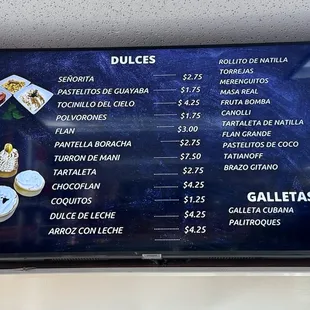 DULCES
SEÑORITA $2.75
PASTELITOS DE GUAYABA $1.75
TOCINILLO DEL CIELO $ 4.25
POLVORONES $1.75
FLAN $3.00
PANTELLA BORACHA $2.75
TURRON DE MANI $7.50
TARTALETA $2.75
CHOCOFLAN $4.25
COQUITOS $1.25
DULCE DE LECHE $4.25
ARROZ CON LECHE $4.25
ROLLITO DE NATILLA
TORREJAS
MERENGUITOS
MASA REAL
FRUTA BOMBA
CANOLLI
TARTALETA DE NATILLA
FLAN GRANDE
PASTELITOS DE COCO
TATIANOFF
BRAZO GITANO
GALLETAS
GALLETA CUBANA
PALITROQUES